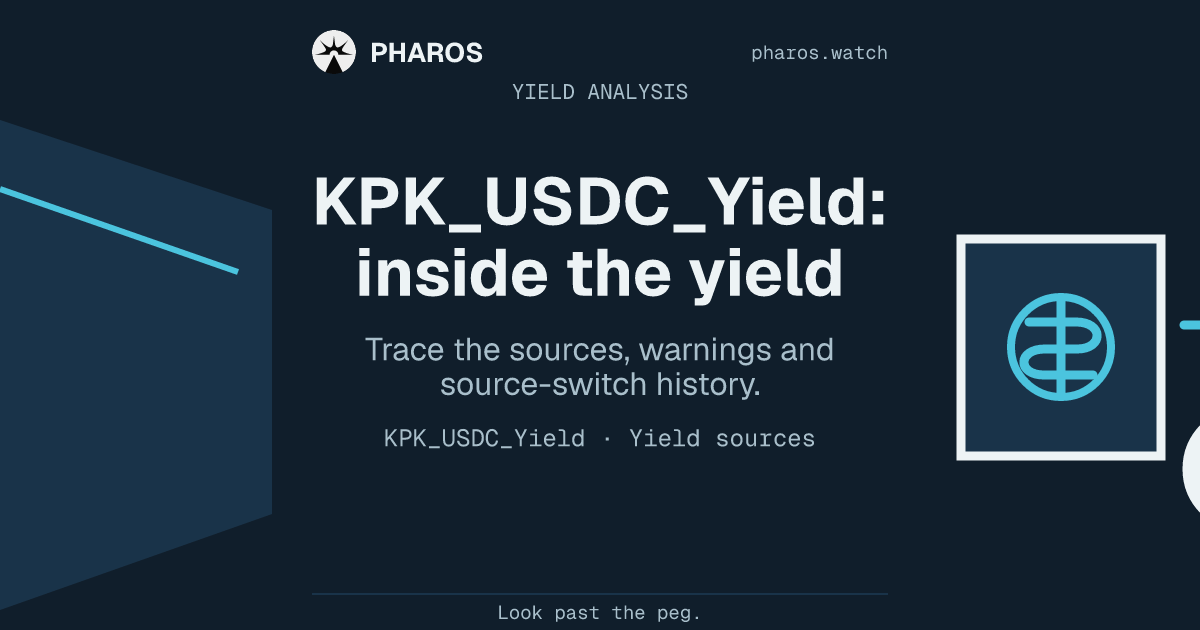 PHAROS
pharos.watch
YIELD ANALYSIS
KPK_USDC_Yield:
inside the yield
Trace the sources, warnings and
source-switch history.
KPK_USDC_Yield · Yield sources
Look past the peg.